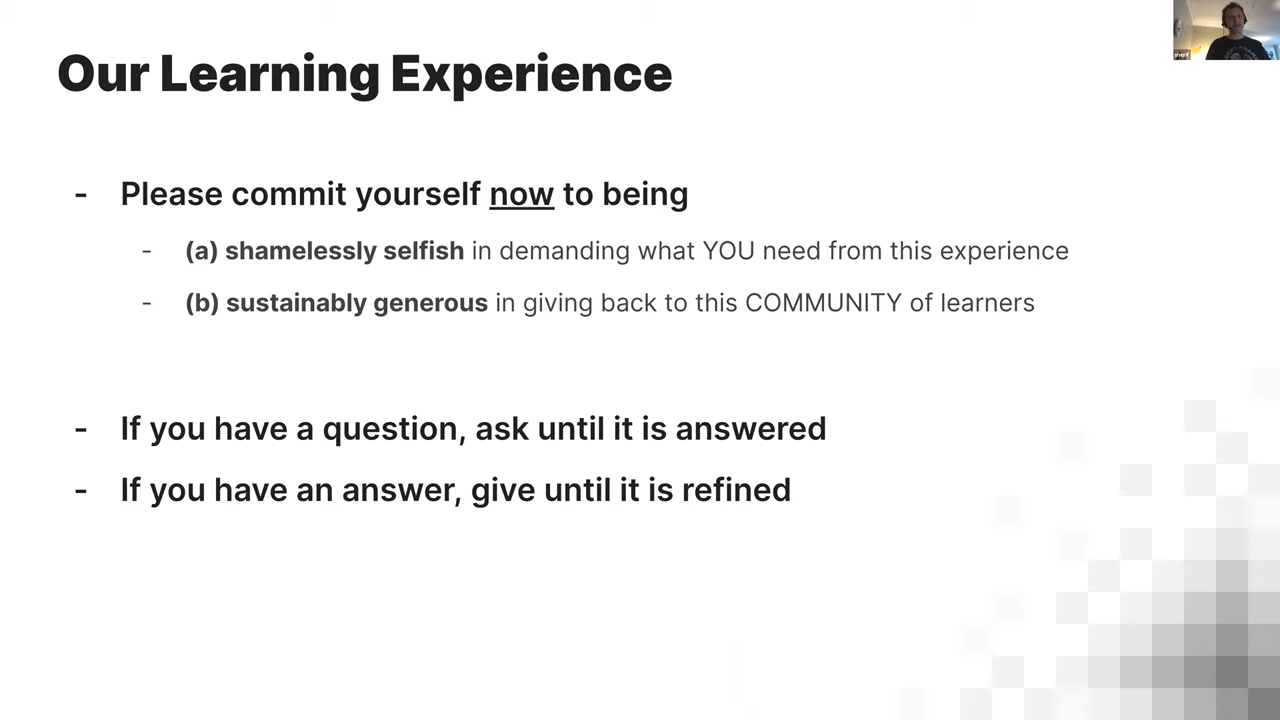 Our Learning Experience
- Please commit yourself now to being
- (a) shamelessly selfish in demanding what YOU need from this experience
- (b) sustainably generous in giving back to this COMMUNITY of learners
- If you have a question, ask until it is answered
- If you have an answer, give until it is refined